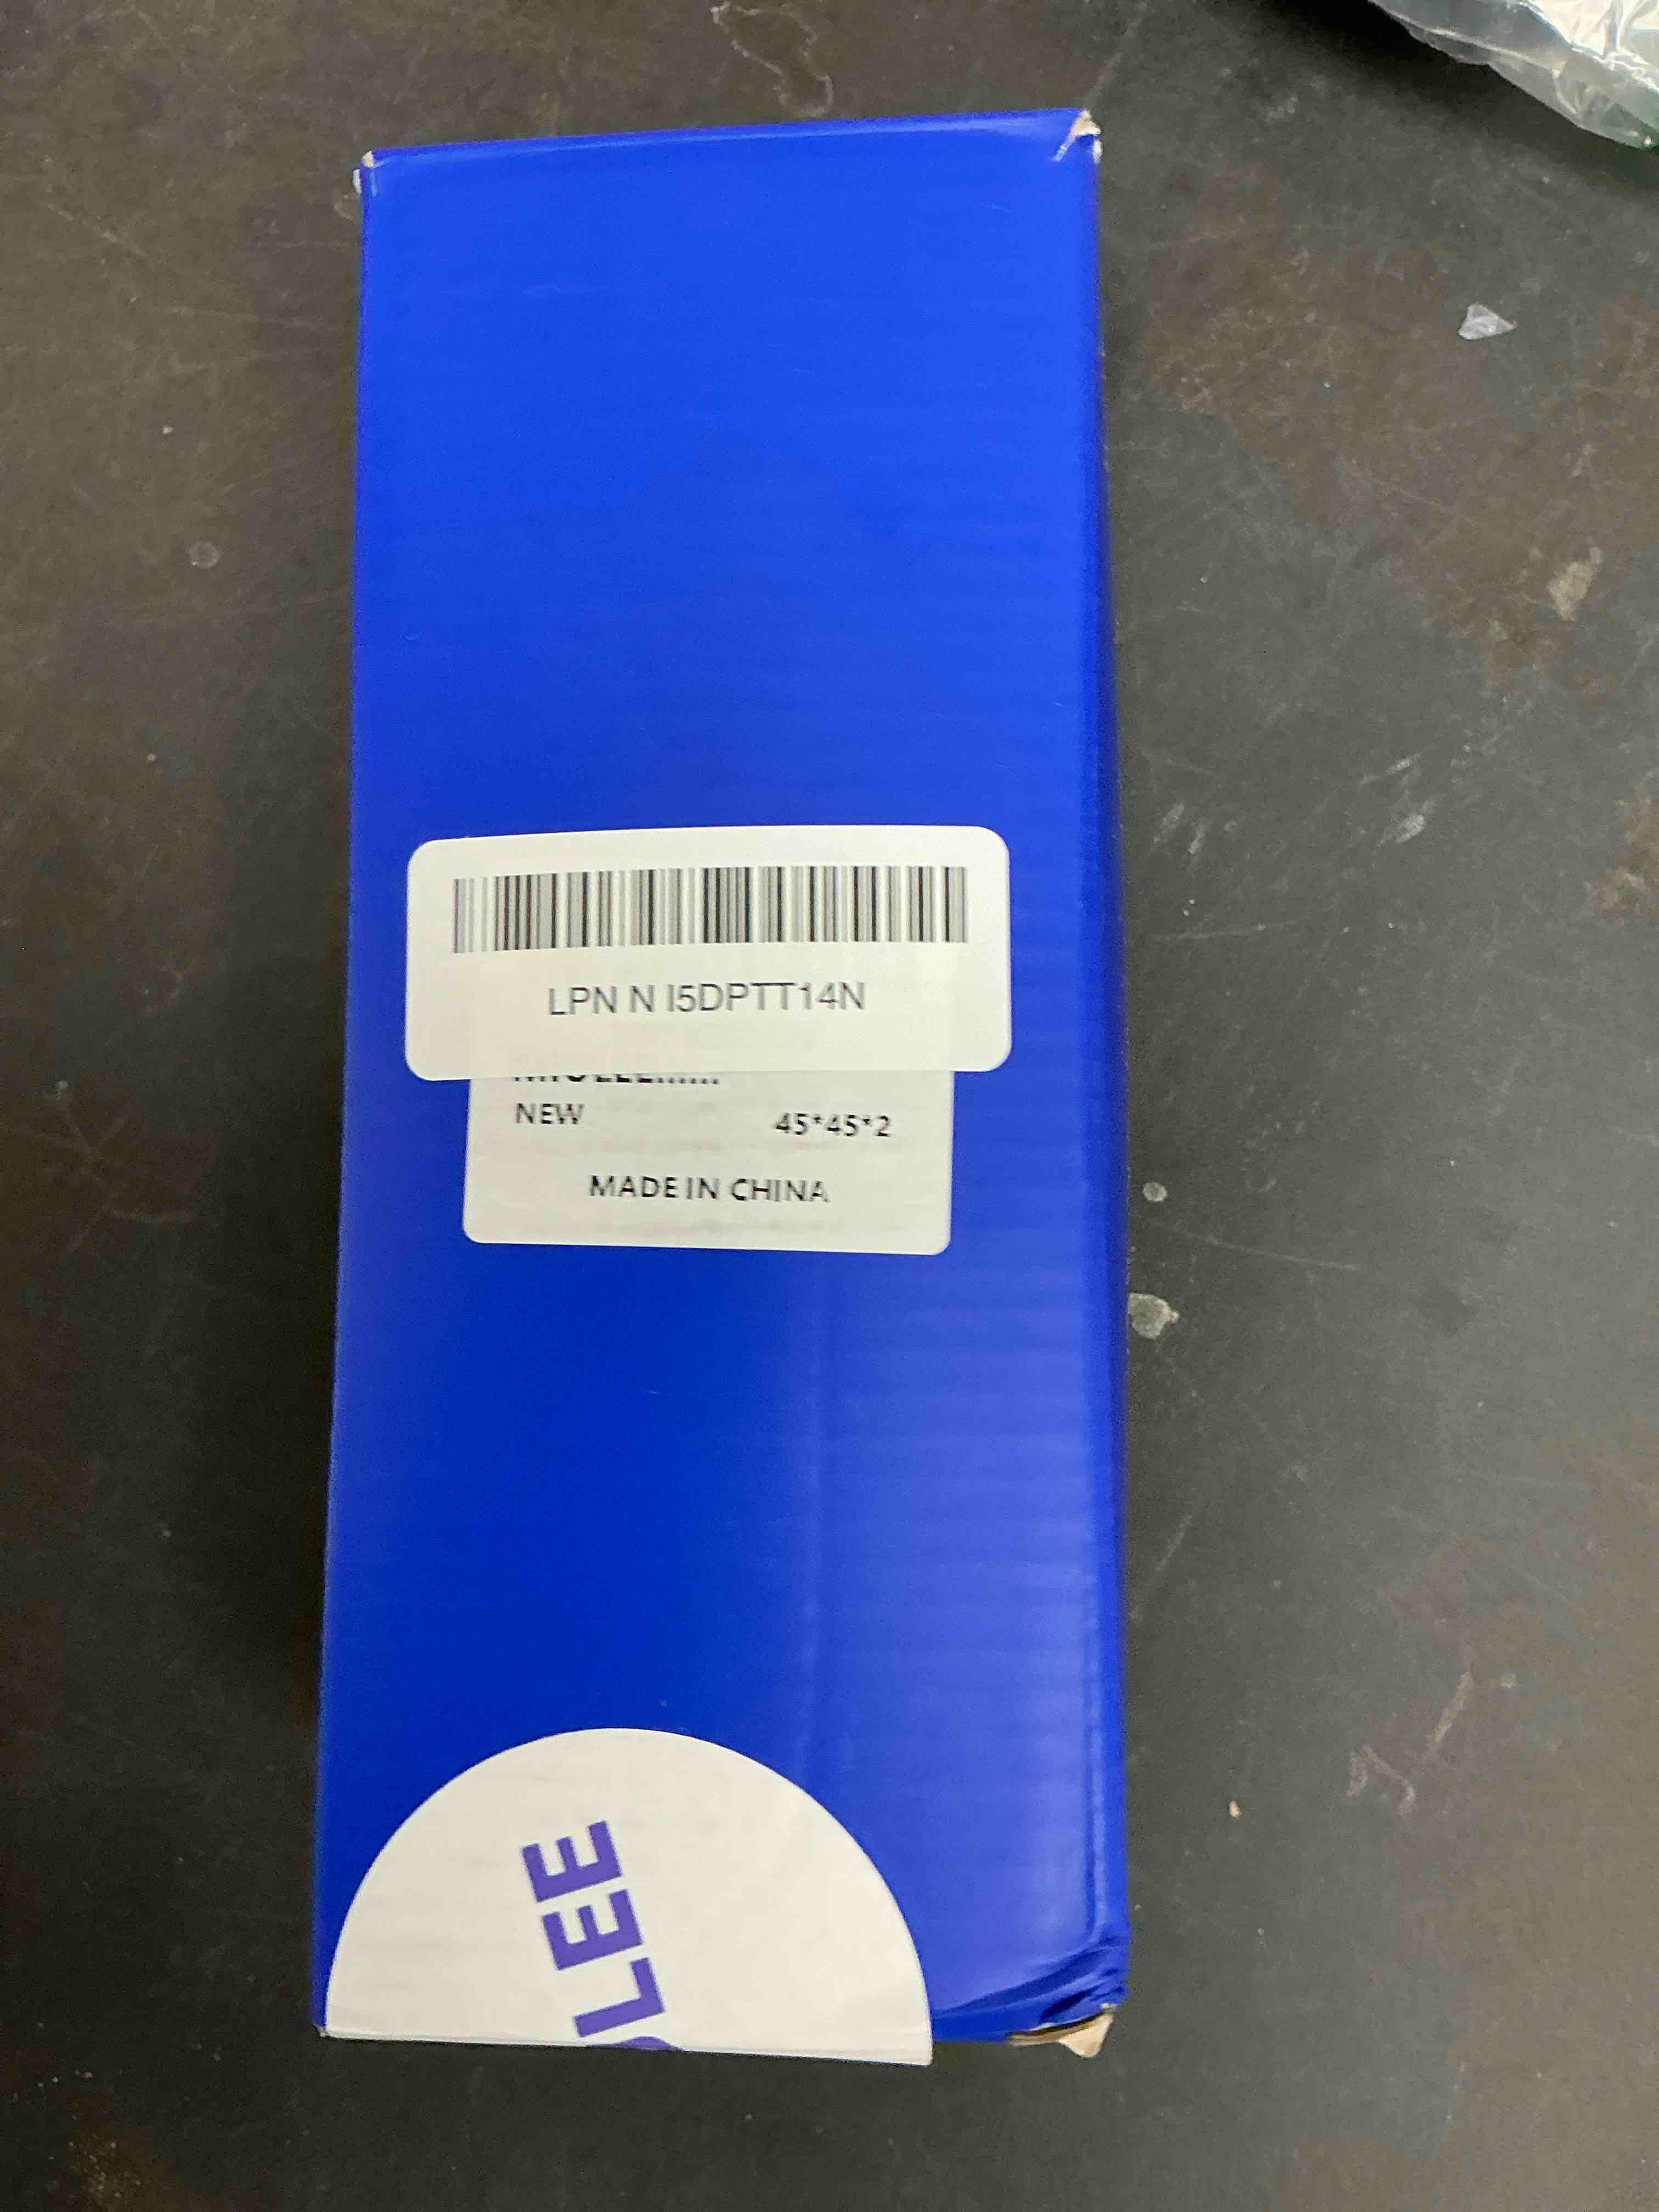 LPN N I5DPTT14N
NEW 45*45*2
MADE IN CHINA
LEE